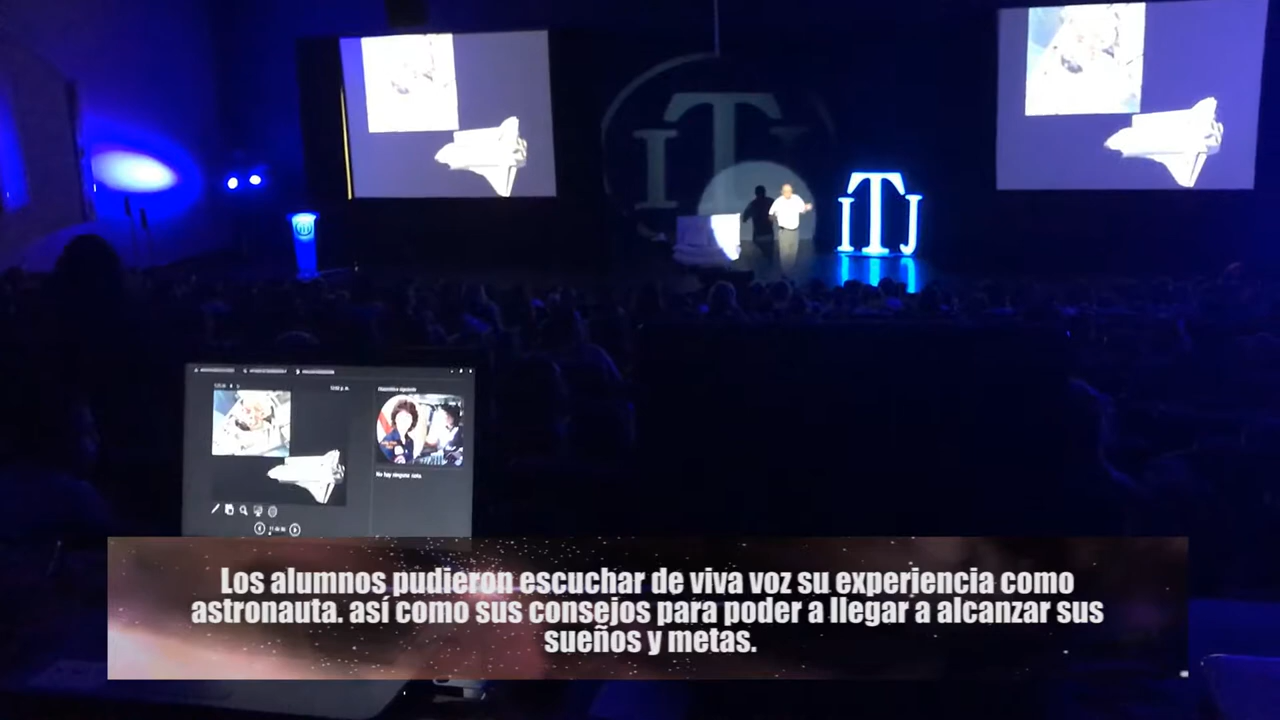 ITJ
ITJ
No hay ninguna nota.
Los alumnos pudieron escuchar de viva voz su experiencia como
astronauta. así como sus consejos para poder a llegar a alcanzar sus
sueños y metas.